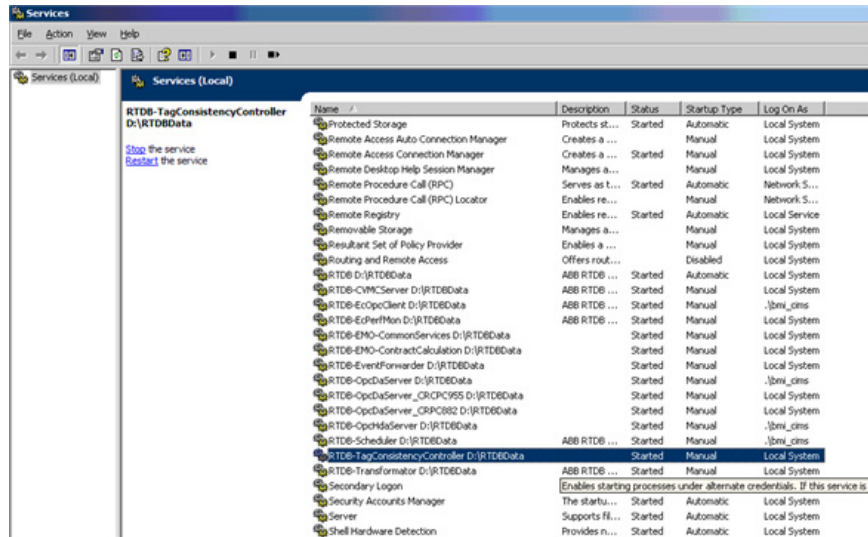 Services
File Action View Help
Services (Local)
Services (Local)
RTDB-TagConsistencyController
D:\RTDBData
Stop the service
Restart the service
Name Description Status Startup Type Log On As
Protected Storage Protects st... Started Automatic Local System
Remote Access Auto Connection Manager Creates a ... Manual Local System
Remote Access Connection Manager Creates a ... Started Manual Local System
Remote Desktop Help Session Manager Manages a... Manual Local System
Remote Procedure Call (RPC) Serves as t... Started Automatic Network S...
Remote Procedure Call (RPC) Locator Enables re... Manual Network S...
Remote Registry Enables re... Started Automatic Local Service
Removable Storage Manages a... Manual Local System
Resultant Set of Policy Provider Enables a ... Manual Local System
Routing and Remote Access Offers rout... Disabled Local System
RTDB D:\RTDBData ABB RTDB ... Started Automatic Local System
RTDB-CVMCServer D:\RTDBData ABB RTDB ... Started Manual Local System
RTDB-EcOpcClient D:\RTDBData ABB RTDB ... Started Manual .\bmi_cims
RTDB-EcPerfMon D:\RTDBData ABB RTDB ... Started Manual Local System
RTDB-EMO-CommonServices D:\RTDBData Started Manual Local System
RTDB-EMO-ContractCalculation D:\RTDBData Started Manual Local System
RTDB-EventForwarder D:\RTDBData Started Manual Local System
RTDB-OpcDaServer D:\RTDBData Started Manual .\bmi_cims
RTDB-OpcDaServer_CRCPC955 D:\RTDBData Started Manual Local System
RTDB-OpcDaServer_CRPC882 D:\RTDBData Started Manual Local System
RTDB-OpcHdaServer D:\RTDBData Started Manual .\bmi_cims
RTDB-Scheduler D:\RTDBData ABB RTDB ... Started Manual .\bmi_cims
RTDB-TagConsistencyController D:\RTDBData Started Manual Local System
RTDB-Transformator D:\RTDBData ABB RTDB ... Started Manual Local System
Secondary Logon Enables starting processes under alternate credentials. If this service is
Security Accounts Manager The startu... Started Automatic Local System
Server Supports fil... Started Automatic Local System
Shell Hardware Detection Provides n... Started Automatic Local System